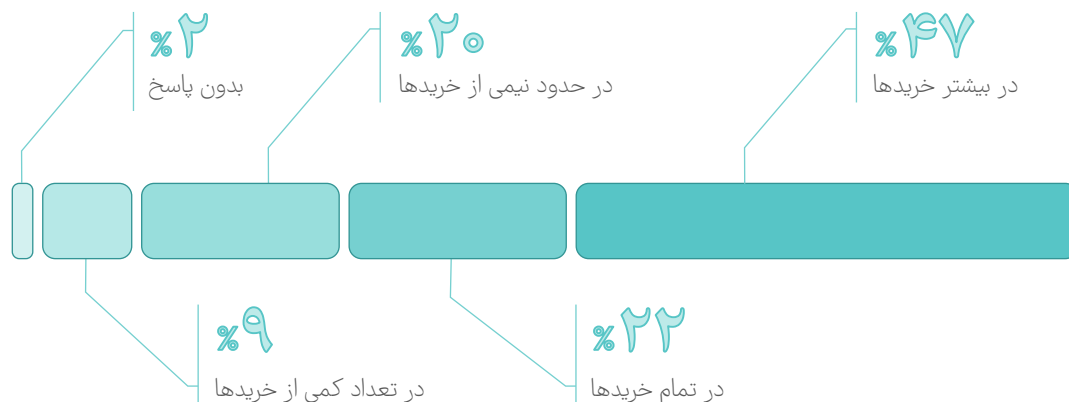 ۴۷%
در بیشتر خریدها
۲۰%
در حدود نیمی از خریدها
۲%
بدون پاسخ
۲۲%
در تمام خریدها
۹%
در تعداد کمی از خریدها